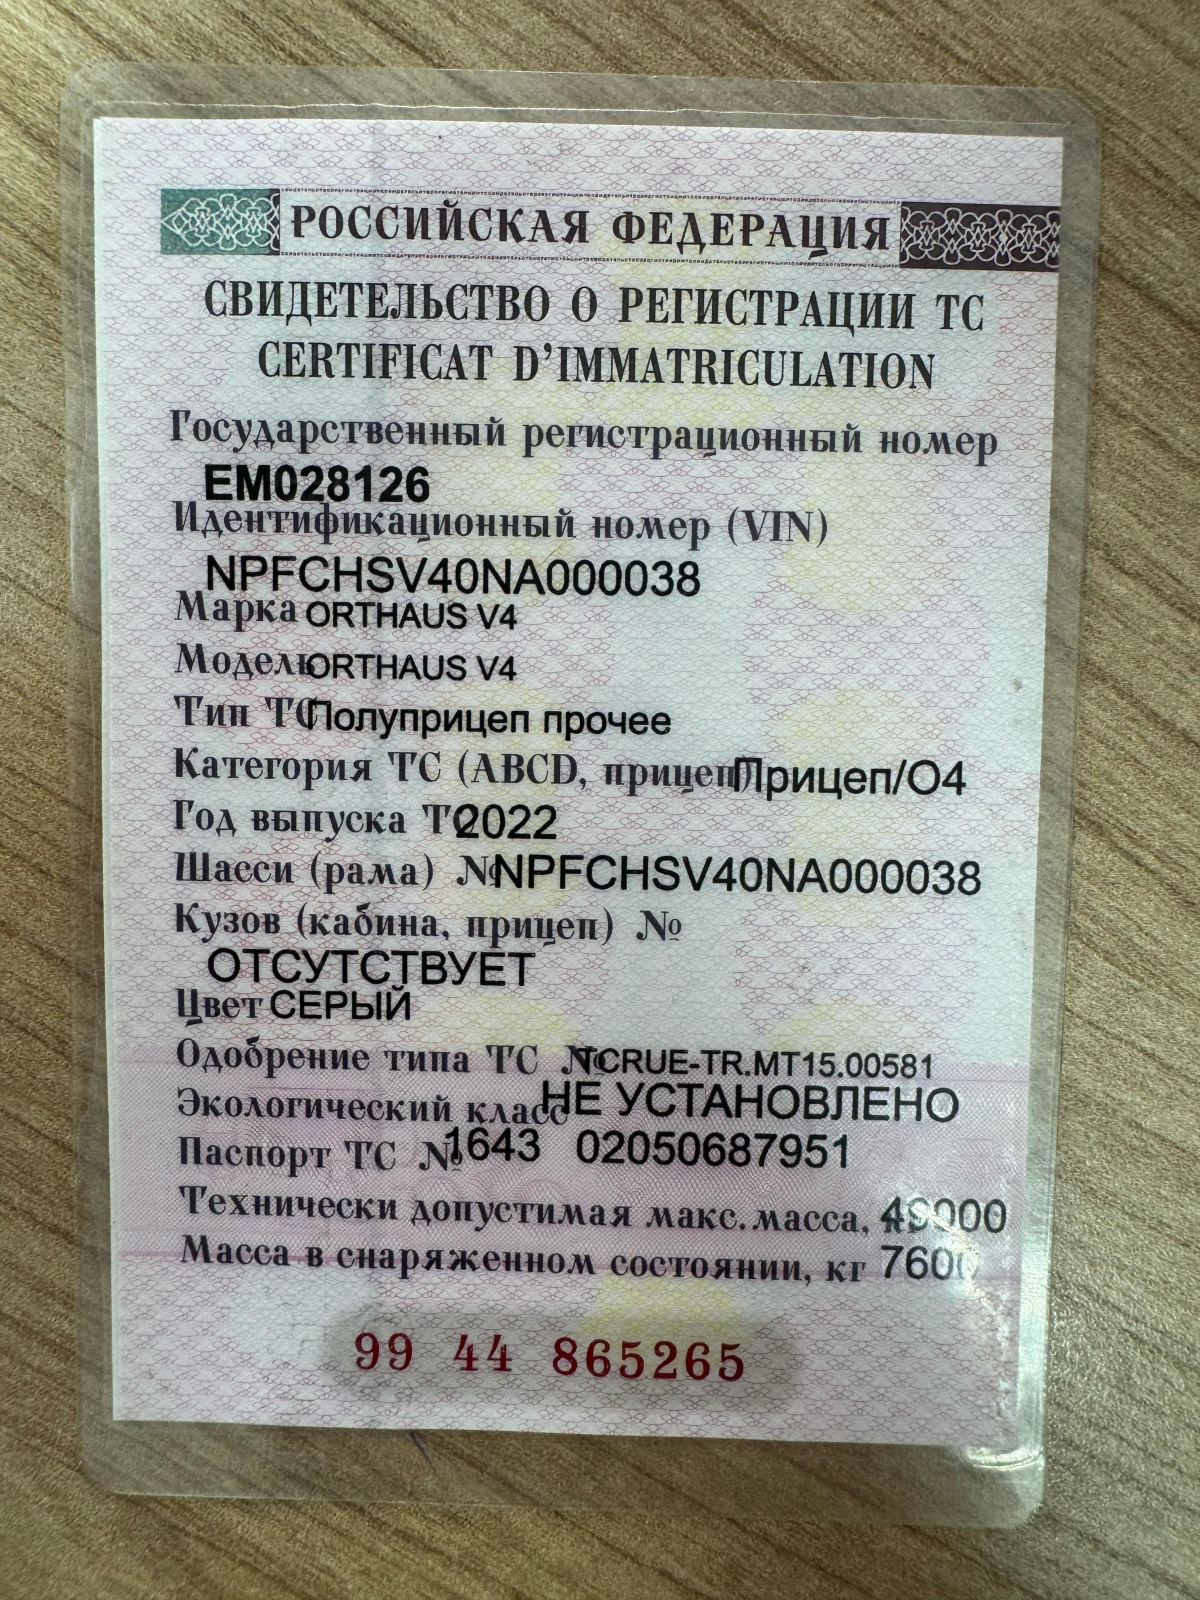 РОССИЙСКАЯ ФЕДЕРАЦИЯ
СВИДЕТЕЛЬСТВО О РЕГИСТРАЦИИ ТС
CERTIFICAT D'IMMATRICULATION
Государственный регистрационный номер
ЕМ028126
Идентификационный номер (VIN)
NPFCHSV40NA000038
Марка ORTHAUS V4
Модель ORTHAUS V4
Тип ТС Полуприцеп прочее
Категория ТС (ABCD, прицеп) Прицеп/О4
Год выпуска ТС 2022
Шасси (рама) № NPFCHSV40NA000038
Кузов (кабина, прицеп) №
ОТСУТСТВУЕТ
Цвет СЕРЫЙ
Одобрение типа ТС № TCRUE-TR.MT15.00581
Экологический класс НЕ УСТАНОВЛЕНО
Паспорт ТС № 1643 02050687951
Технически допустимая макс. масса,
Масса в снаряженном состоянии, кг 7600
99 44 865265